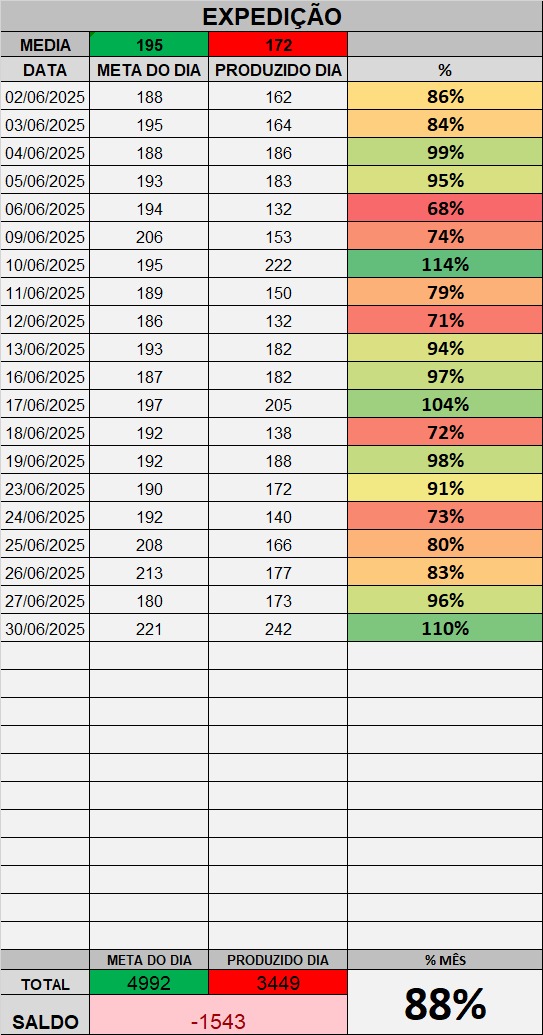 EXPEDIÇÃO
MEDIA 195 172
DATA META DO DIA PRODUZIDO DIA %
02/06/2025 188 162 86%
03/06/2025 195 164 84%
04/06/2025 188 186 99%
05/06/2025 193 183 95%
06/06/2025 194 132 68%
09/06/2025 206 153 74%
10/06/2025 195 222 114%
11/06/2025 189 150 79%
12/06/2025 186 132 71%
13/06/2025 193 182 94%
16/06/2025 187 182 97%
17/06/2025 197 205 104%
18/06/2025 192 138 72%
19/06/2025 192 188 98%
23/06/2025 190 172 91%
24/06/2025 192 140 73%
25/06/2025 208 166 80%
26/06/2025 213 177 83%
27/06/2025 180 173 96%
30/06/2025 221 242 110%
META DO DIA PRODUZIDO DIA % MÊS
TOTAL 4992 3449 88%
SALDO -1543